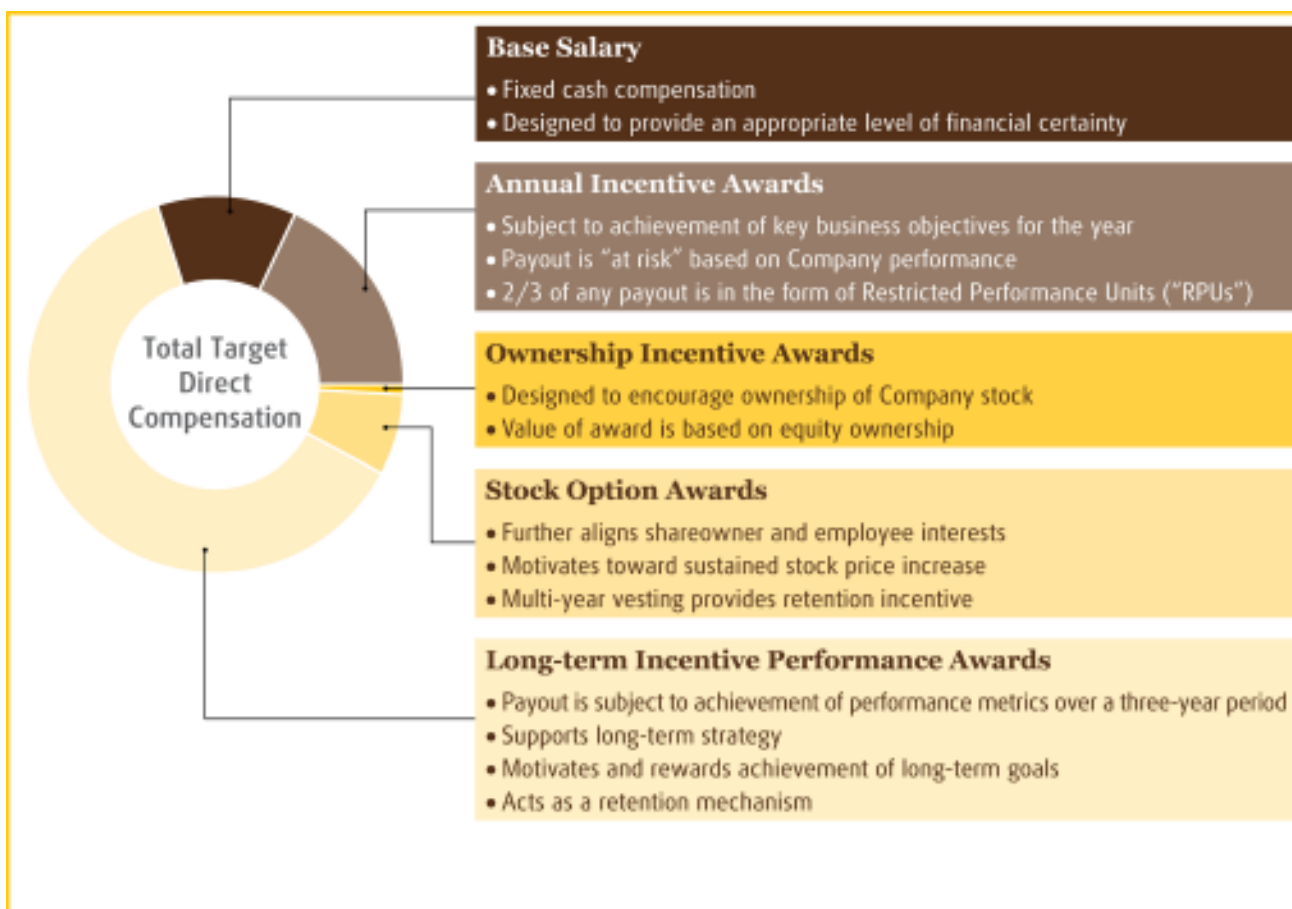 Base Salary
• Fixed cash compensation
• Designed to provide an appropriate level of financial certainty
Annual Incentive Awards
• Subject to achievement of key business objectives for the year
• Payout is “at risk” based on Company performance
• 2/3 of any payout is in the form of Restricted Performance Units (“RPUs”)
Total Target
Direct
Compensation
Ownership Incentive Awards
• Designed to encourage ownership of Company stock
• Value of award is based on equity ownership
Stock Option Awards
• Further aligns shareowner and employee interests
• Motivates toward sustained stock price increase
• Multi-year vesting provides retention incentive
Long-term Incentive Performance Awards
• Payout is subject to achievement of performance metrics over a three-year period
• Supports long-term strategy
• Motivates and rewards achievement of long-term goals
• Acts as a retention mechanism